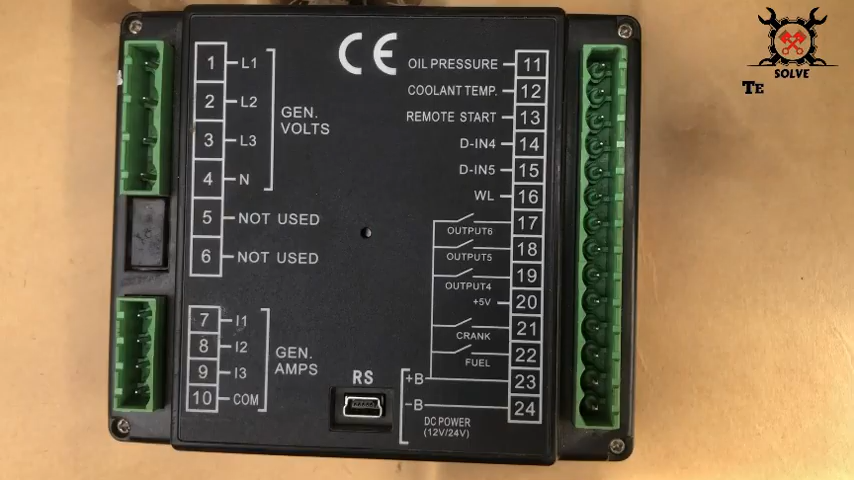 1 L1
2 L2
3 L3
4 N
GEN.
VOLTS
5 NOT USED
6 NOT USED
7 I1
8 I2
9 I3
10 COM
GEN.
AMPS
CE
RS
OIL PRESSURE 11
COOLANT TEMP. 12
REMOTE START 13
D-IN4 14
D-IN5 15
WL 16
17
OUTPUT6
18
OUTPUT5
19
OUTPUT4
+5V 20
21
CRANK
22
FUEL
+B 23
-B 24
DC POWER
(12V/24V)
SOLVE
TE